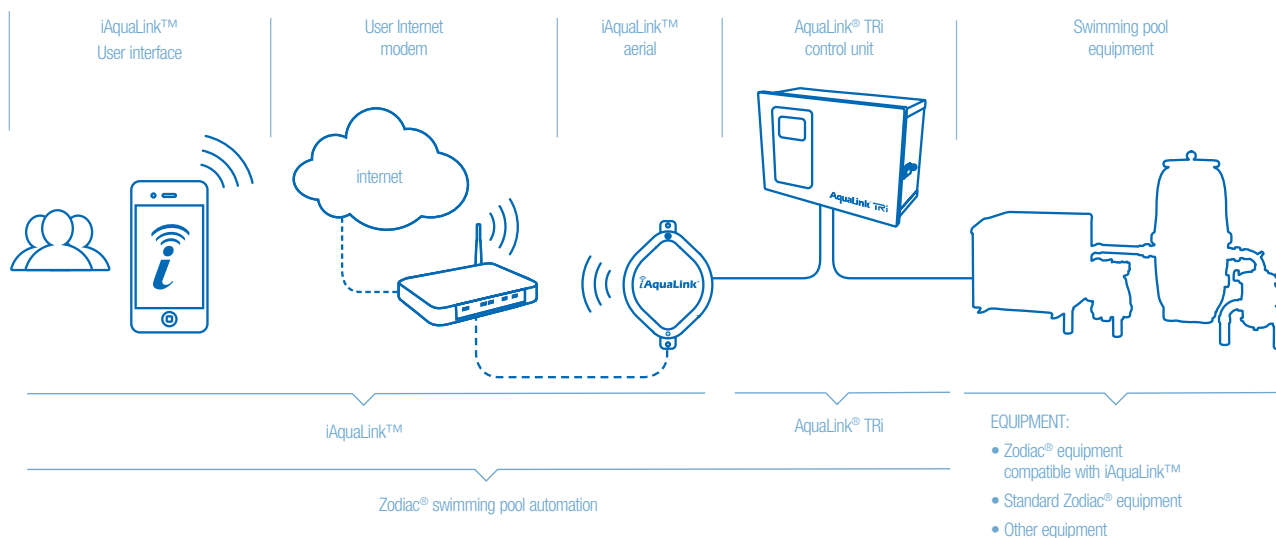 iAquaLink™
User interface
User Internet
modem
iAquaLink™
aerial
AquaLink® TRi
control unit
Swimming pool
equipment
internet
AquaLink TRi
i
iAquaLink™
iAquaLink™
AquaLink® TRi
EQUIPMENT:
• Zodiac® equipment
compatible with iAquaLink™
• Standard Zodiac® equipment
• Other equipment
Zodiac® swimming pool automation